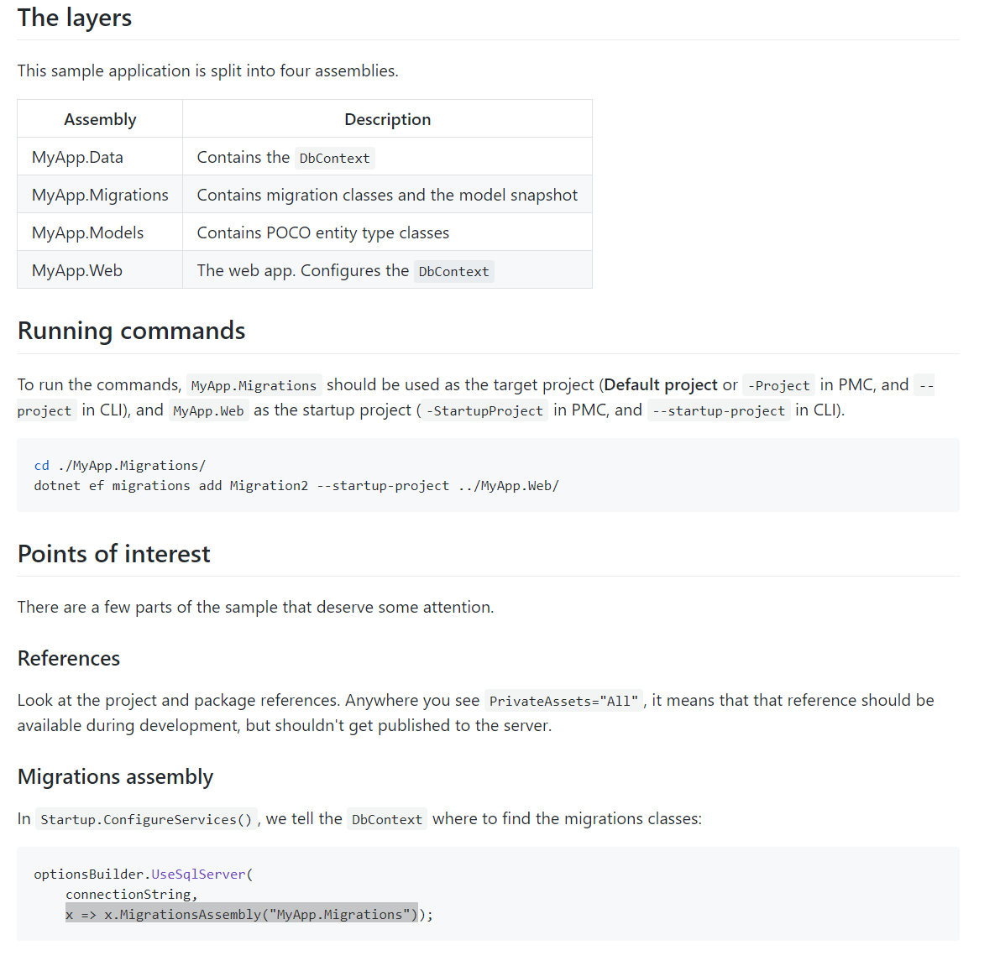 The layers
This sample application is split into four assemblies.
Assembly Description
MyApp.Data Contains the DbContext
MyApp.Migrations Contains migration classes and the model snapshot
MyApp.Models Contains POCO entity type classes
MyApp.Web The web app. Configures the DbContext
Running commands
To run the commands, MyApp.Migrations should be used as the target project (Default project or -Project in PMC, and --
project in CLI), and MyApp.Web as the startup project ( -StartupProject in PMC, and --startup-project in CLI).
cd ./MyApp.Migrations/
dotnet ef migrations add Migration2 --startup-project ../MyApp.Web/
Points of interest
There are a few parts of the sample that deserve some attention.
References
Look at the project and package references. Anywhere you see PrivateAssets="All" , it means that that reference should be
available during development, but shouldn't get published to the server.
Migrations assembly
In Startup.ConfigureServices() , we tell the DbContext where to find the migrations classes:
optionsBuilder.UseSqlServer(
connectionString,
x => x.MigrationsAssembly("MyApp.Migrations"));